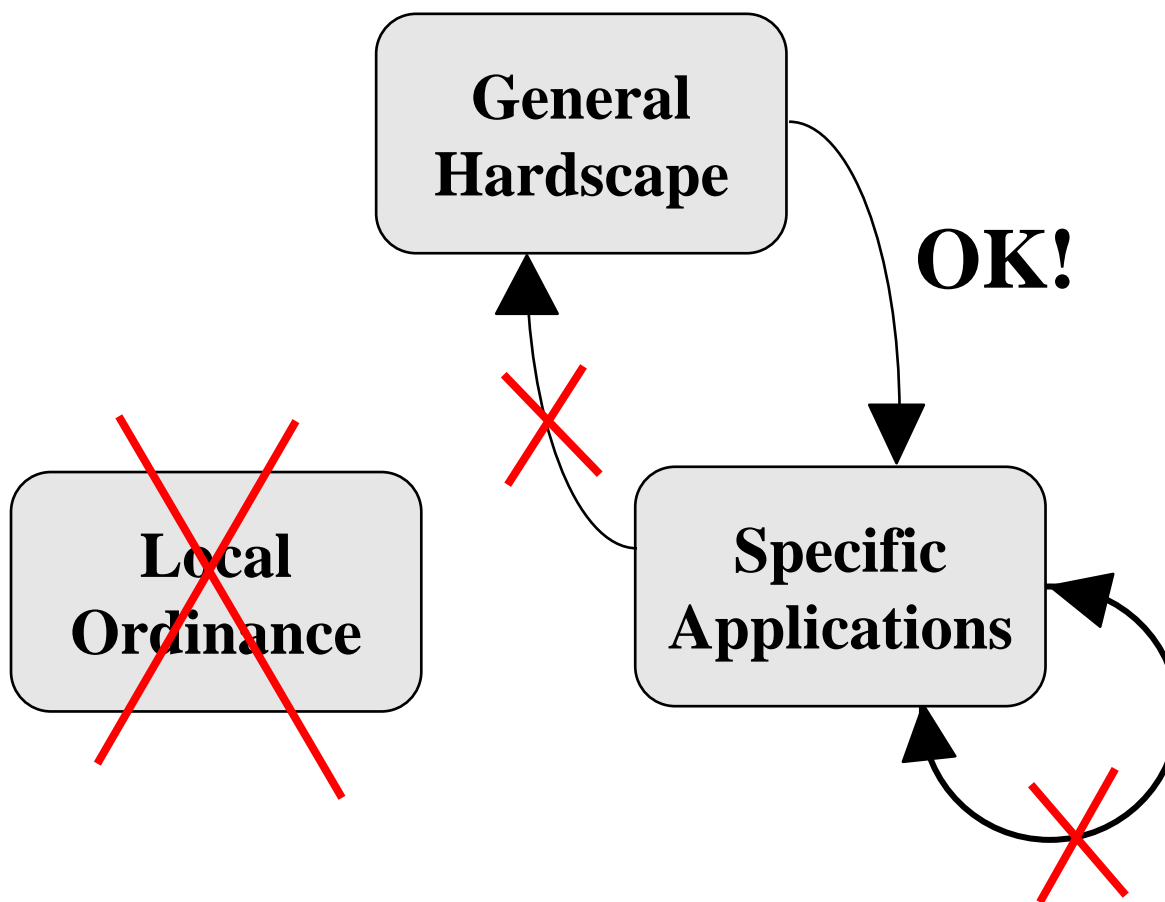 General
Hardscape
OK!
Local
Ordinance
Specific
Applications